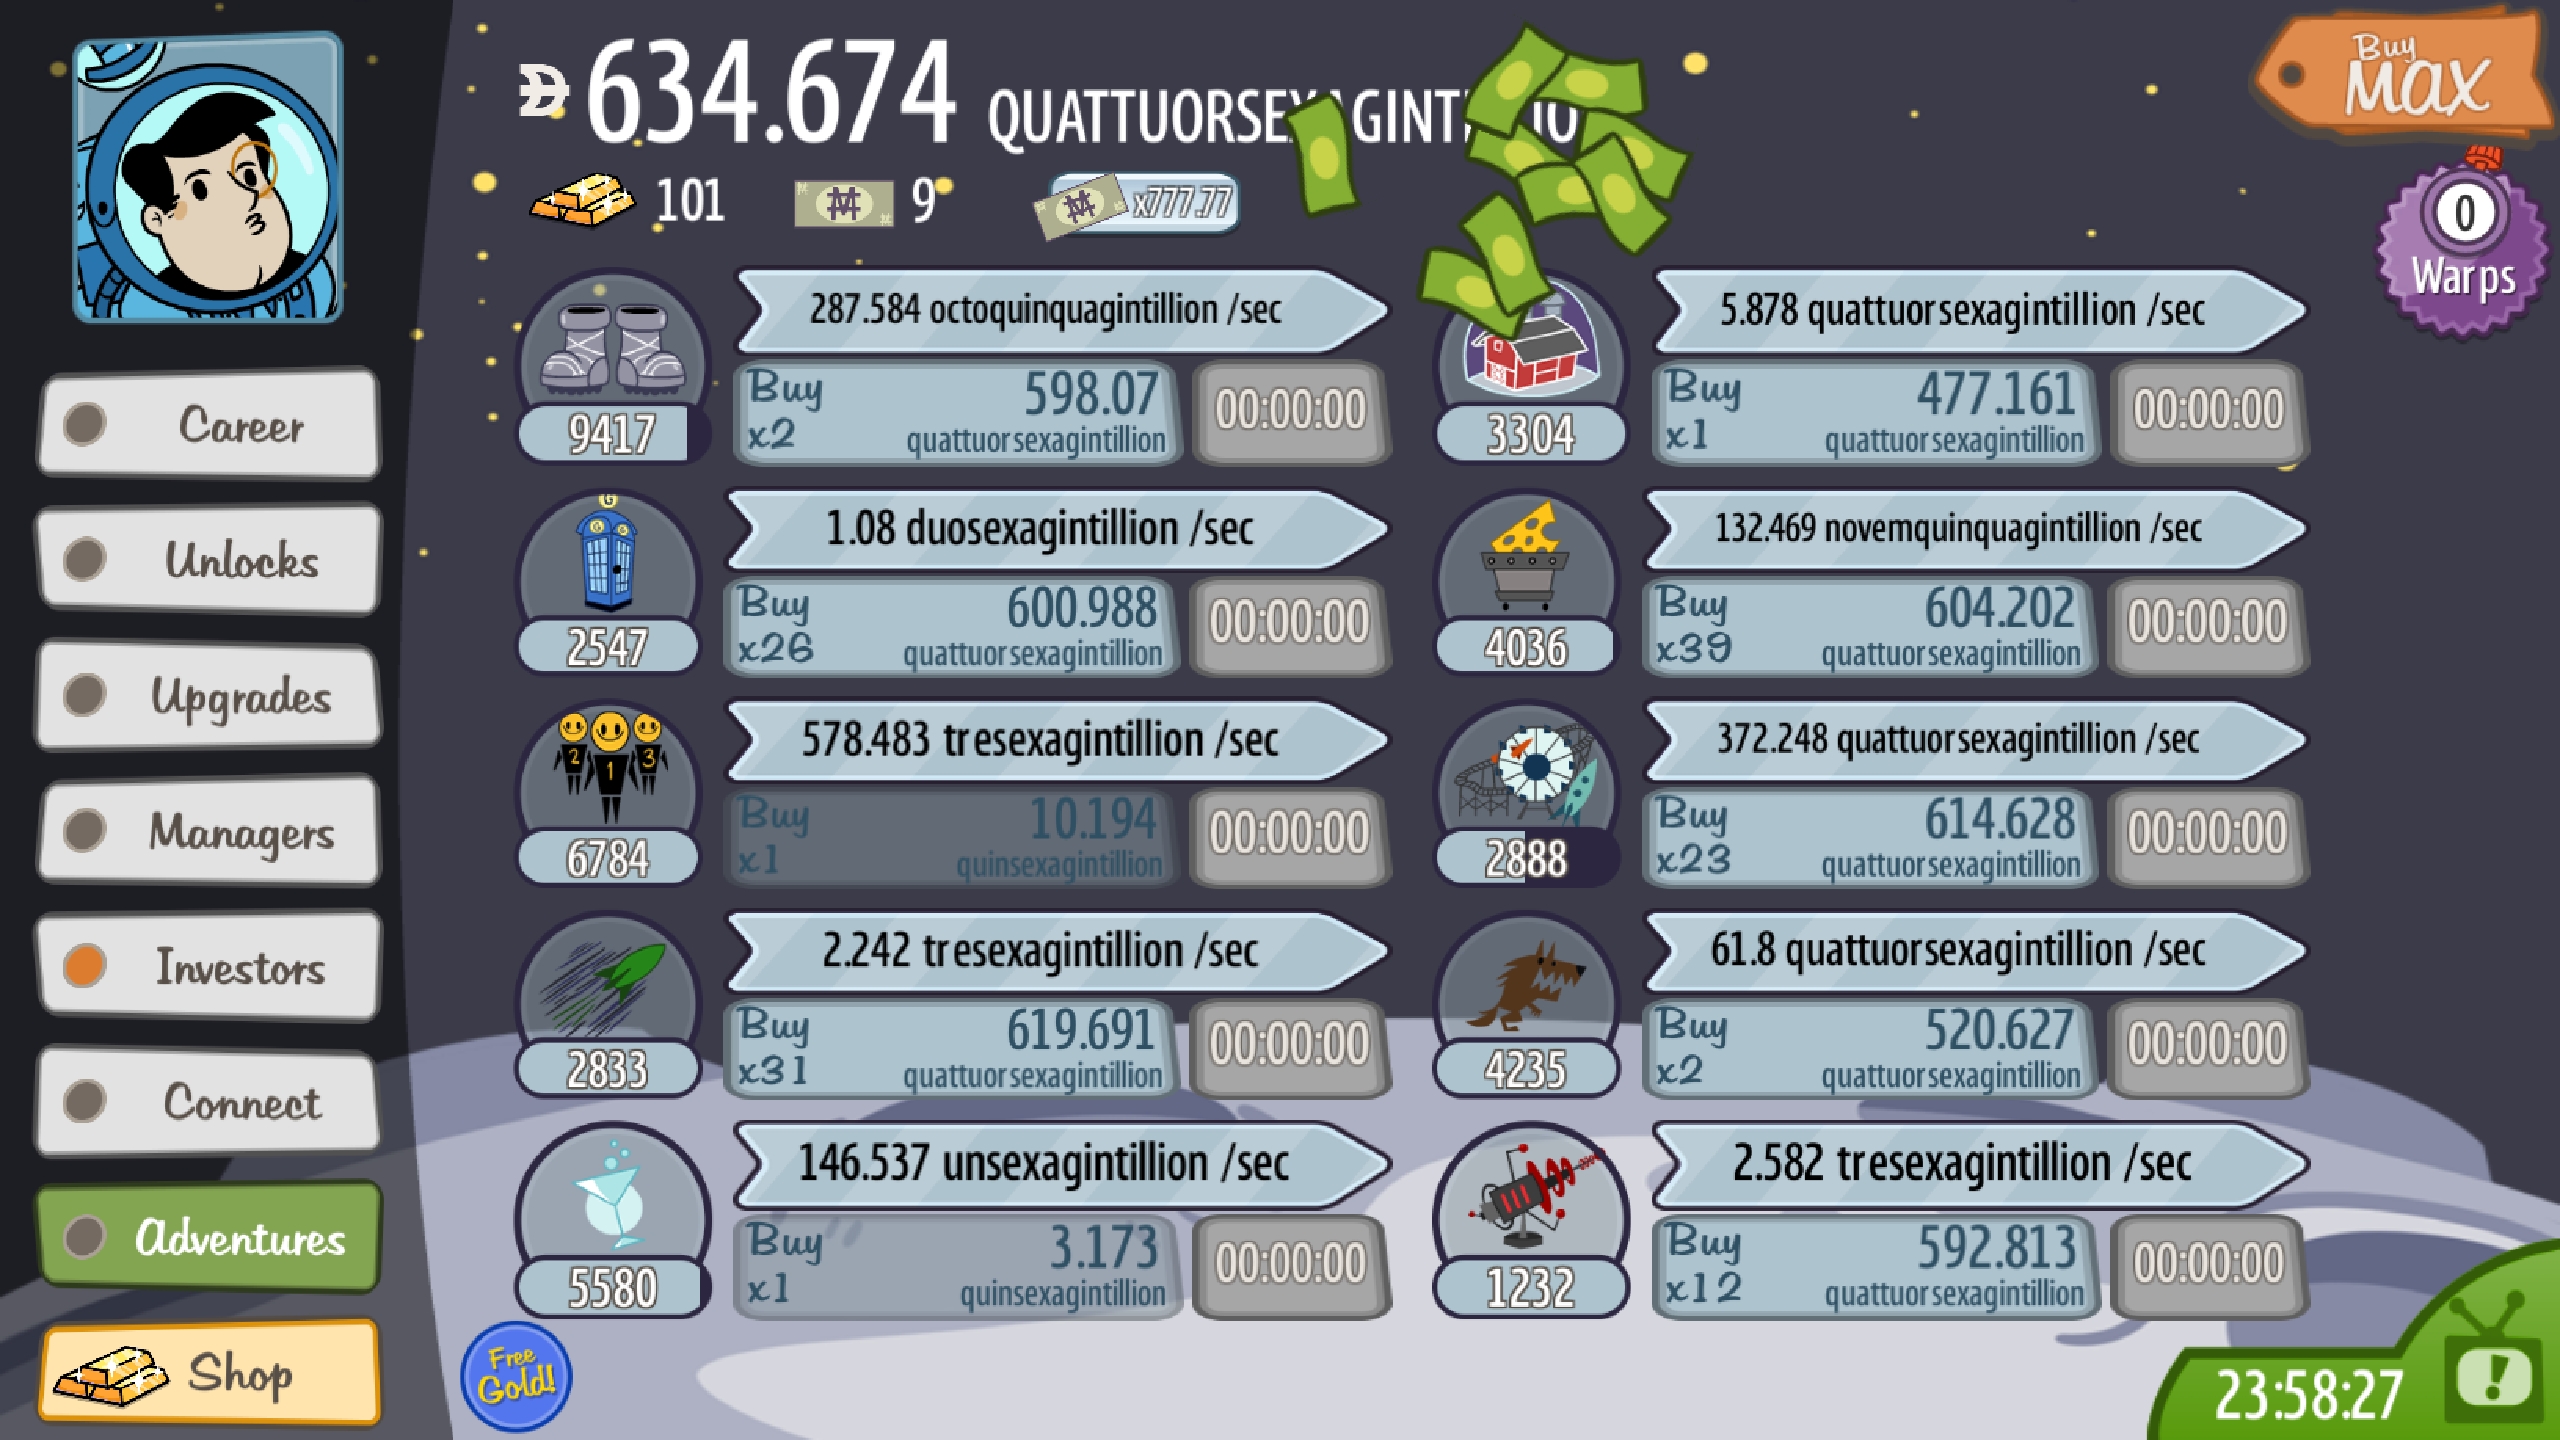 634.674
101
9
x777.77
Buy
MAX
0
Warps
Career
Unlocks
Upgrades
Managers
Investors
Connect
Adventures
Shop
287.584 octoquinquagintillion /sec
Buy
x2
598.07
quattuorsexagintillion
00:00:00
9417
5.878 quattuorsexagintillion /sec
Buy
x1
477.161
quattuorsexagintillion
00:00:00
3304
G
1.08 duosexagintillion /sec
Buy
x26
600.988
quattuorsexagintillion
00:00:00
2547
132.469 novemquinquagintillion /sec
Buy
x39
604.202
quattuorsexagintillion
00:00:00
4036
2 1 3
578.483 tresexagintillion /sec
Buy
x1
10.194
quinsexagintillion
00:00:00
6784
372.248 quattuorsexagintillion /sec
Buy
x23
614.628
quattuorsexagintillion
00:00:00
2888
2.242 tresexagintillion /sec
Buy
x31
619.691
quattuorsexagintillion
00:00:00
2833
61.8 quattuorsexagintillion /sec
Buy
x2
520.627
quattuorsexagintillion
00:00:00
4235
146.537 unsexagintillion /sec
Buy
x1
3.173
quinsexagintillion
00:00:00
5580
2.582 tresexagintillion /sec
Buy
x12
592.813
quattuorsexagintillion
00:00:00
1232
Free
Gold!
23:58:27
!